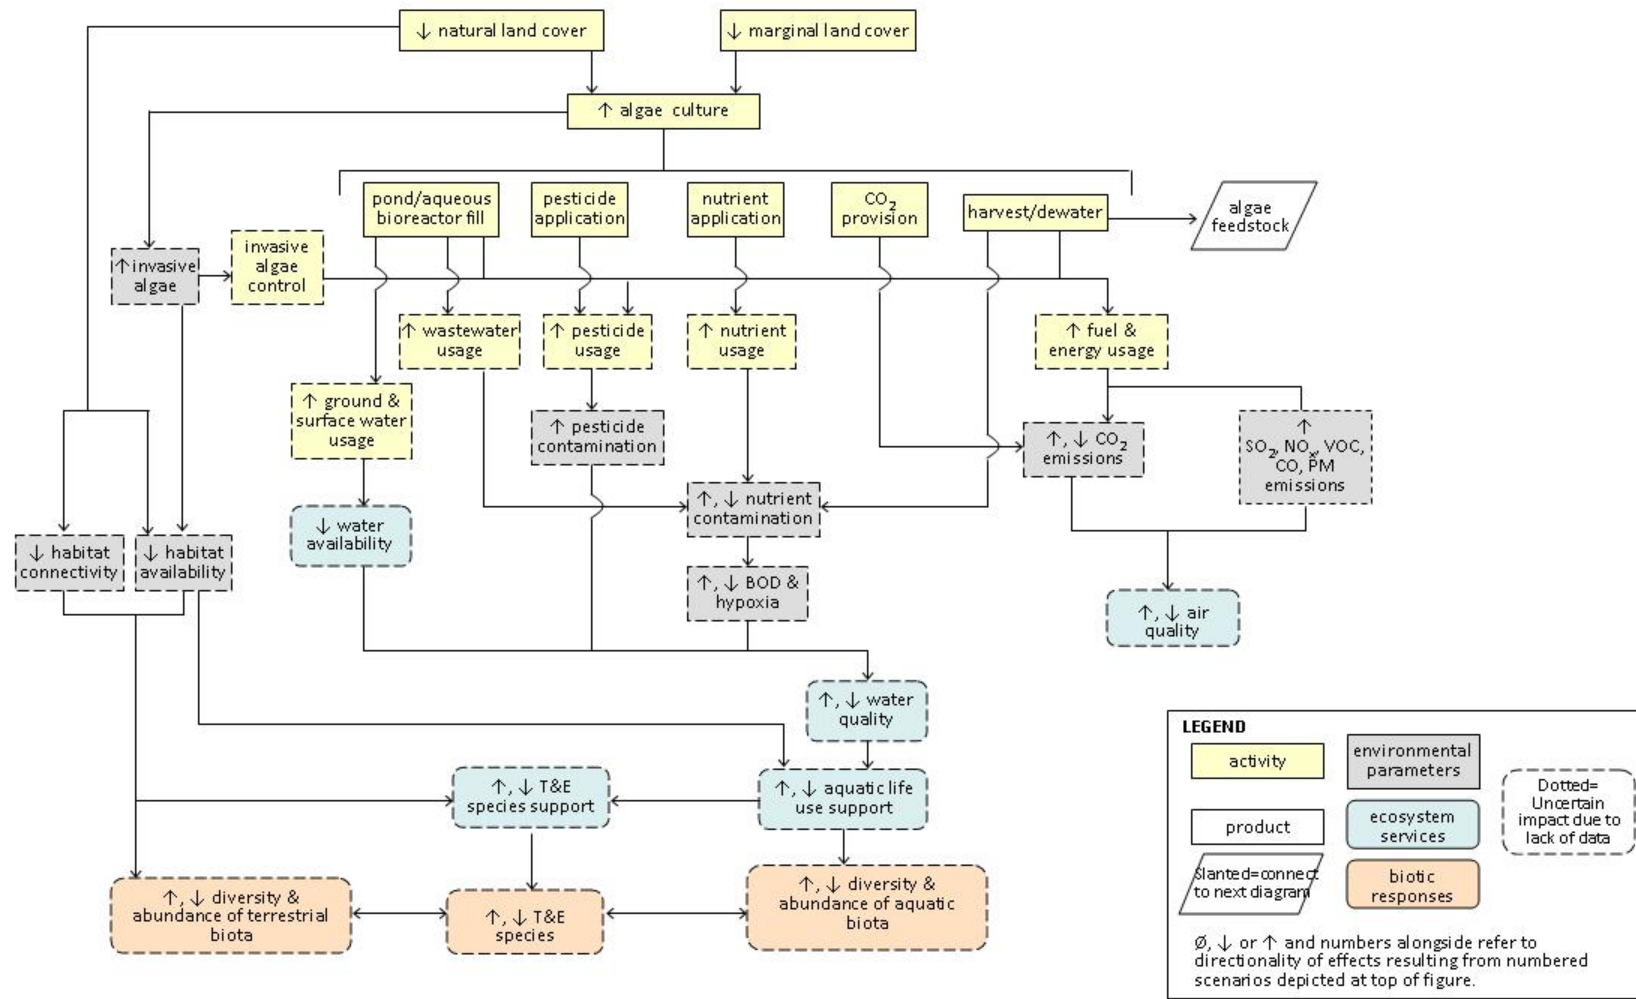 ↓ natural land cover
↓ marginal land cover
↑ algae culture
pond/aqueous
bioreactor fill
pesticide
application
nutrient
application
CO₂
provision
harvest/dewater
algae
feedstock
↑ invasive
algae
invasive
algae
control
↑ wastewater
usage
↑ pesticide
usage
↑ nutrient
usage
↑ fuel &
energy usage
↑ ground &
surface water
usage
↑ pesticide
contamination
↑, ↓ CO₂
emissions
↑
SO₂, NOₓ, VOC,
CO, PM
emissions
↑, ↓ nutrient
contamination
↓ water
availability
↓ habitat
connectivity
↓ habitat
availability
↑, ↓ BOD &
hypoxia
↑, ↓ air
quality
↑, ↓ water
quality
↑, ↓ T&E
species support
↑, ↓ aquatic life
use support
↑, ↓ diversity &
abundance of terrestrial
biota
↑, ↓ T&E
species
↑, ↓ diversity &
abundance of aquatic
biota
LEGEND
activity
environmental
parameters
product
ecosystem
services
Slanted=connect
to next diagram
biotic
responses
Dotted=
Uncertain
impact due to
lack of data
Ø, ↓ or ↑ and numbers alongside refer to
directionality of effects resulting from numbered
scenarios depicted at top of figure.